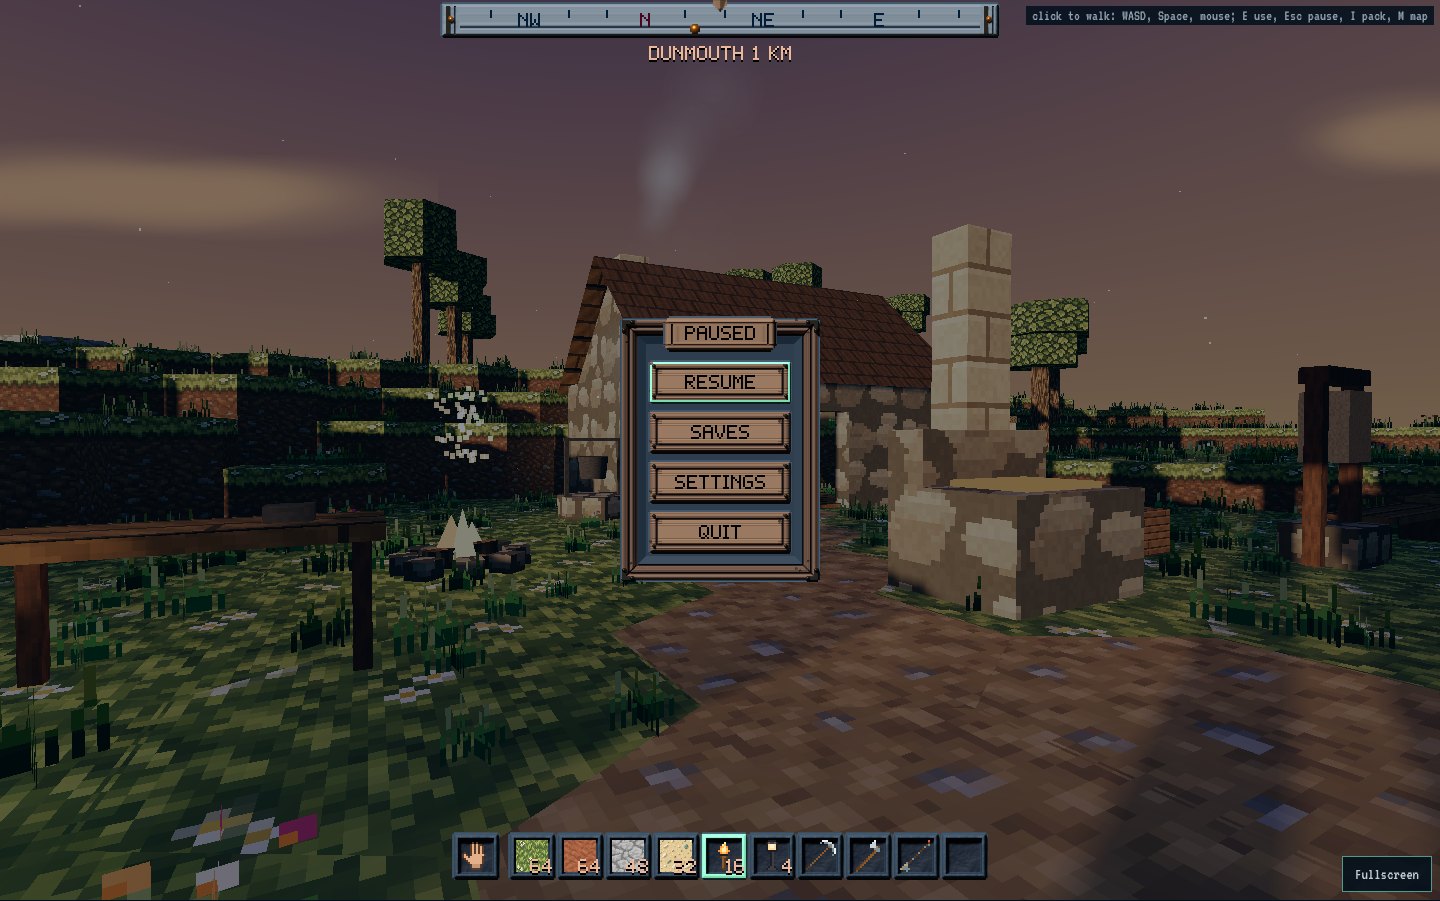 NW N NE E
click to walk: WASD, Space, mouse; E use, Esc pause, I pack, M map
DUNMOUTH 1 KM
PAUSED
RESUME
SAVES
SETTINGS
QUIT
64 64 48 32 16 4
Fullscreen